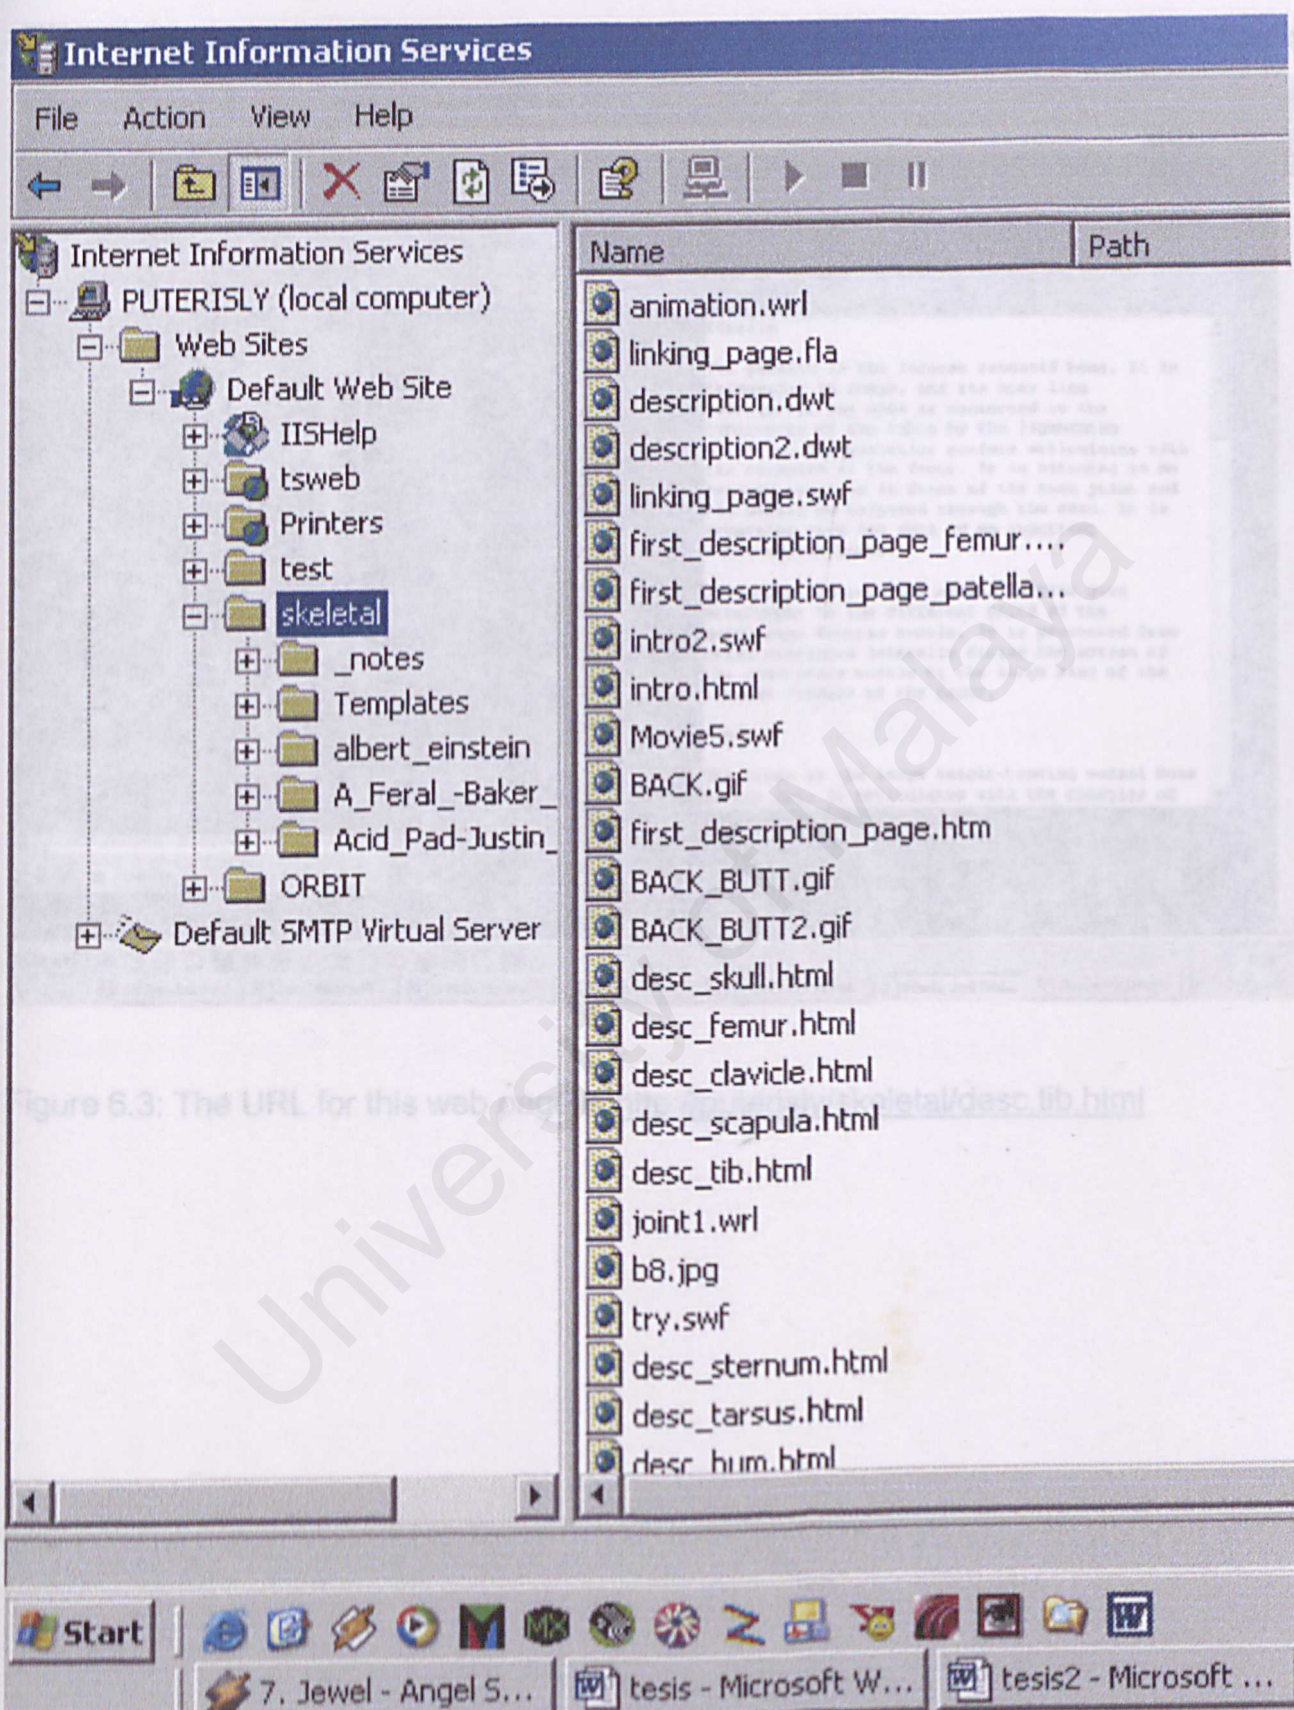 Internet Information Services
File Action View Help
Internet Information Services
PUTERISLY (local computer)
Web Sites
Default Web Site
IISHelp
tsweb
Printers
test
skeletal
_notes
Templates
albert_einstein
A_Feral_-Baker_
Acid_Pad-Justin_
ORBIT
Default SMTP Virtual Server
Name Path
animation.wrl
linking_page.fla
description.dwt
description2.dwt
linking_page.swf
first_description_page_femur....
first_description_page_patella...
intro2.swf
intro.html
Movie5.swf
BACK.gif
first_description_page.htm
BACK_BUTT.gif
BACK_BUTT2.gif
desc_skull.html
desc_femur.html
desc_clavicle.html
desc_scapula.html
desc_tib.html
joint1.wrl
b8.jpg
try.swf
desc_sternum.html
desc_tarsus.html
desc_hum.html
University of Malaya
Figure 6.3: The URL for this web /skeletal/desc tib.html
Start
7. Jewel - Angel S...
tesis - Microsoft W...
tesis2 - Microsoft ...